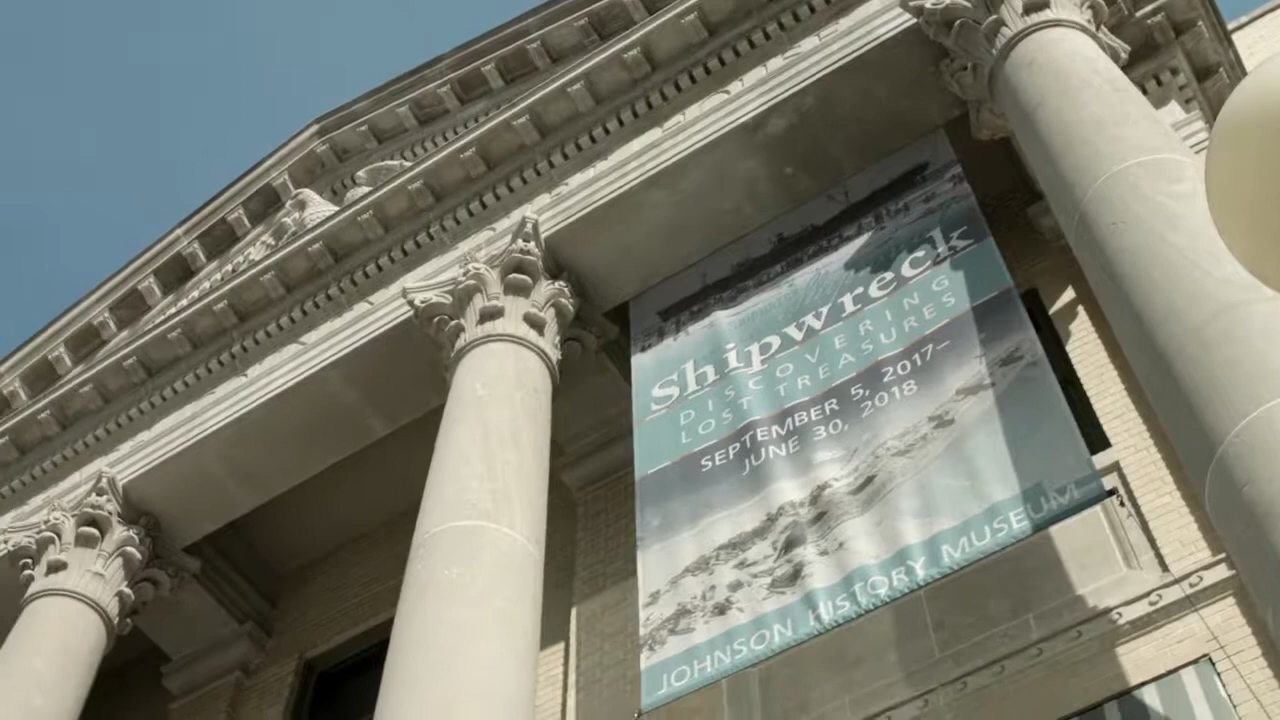 Shipwreck
DISCOVERING
LOST TREASURES
SEPTEMBER 5, 2017–
JUNE 30, 2018
JOHNSON HISTORY MUSEUM